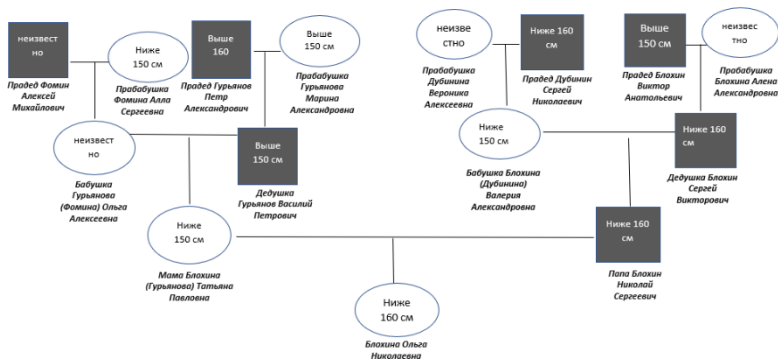 неизвест
но
Ниже
150 см
Выше
160
Выше
150 см
неизве
стно
Ниже 160
см
Выше
150 см
неизвес
тно
Прадед Фомин
Алексей
Михайлович
Прабабушка
Фомина Алла
Сергеевна
Прадед Гурьянов
Петр
Александрович
Прабабушка
Гурьянова
Марина
Александровна
Прабабушка
Дубинина
Вероника
Алексеевна
Прадед Дубинин
Сергей
Николаевич
Прадед Блохин
Виктор
Анатольевич
Прабабушка
Блохина Алена
Александровна
неизвест
но
Выше
150 см
Ниже
150 см
Ниже 160
см
Бабушка
Гурьянова
(Фомина) Ольга
Алексеевна
Дедушка
Гурьянов Василий
Петрович
Бабушка Блохина
(Дубинина)
Валерия
Александровна
Дедушка Блохин
Сергей
Викторович
Ниже
150 см
Ниже 160
см
Мама Блохина
(Гурьянова) Татьяна
Павловна
Папа Блохин
Николай
Сергеевич
Ниже
160 см
Блохина Ольга
Николаевна